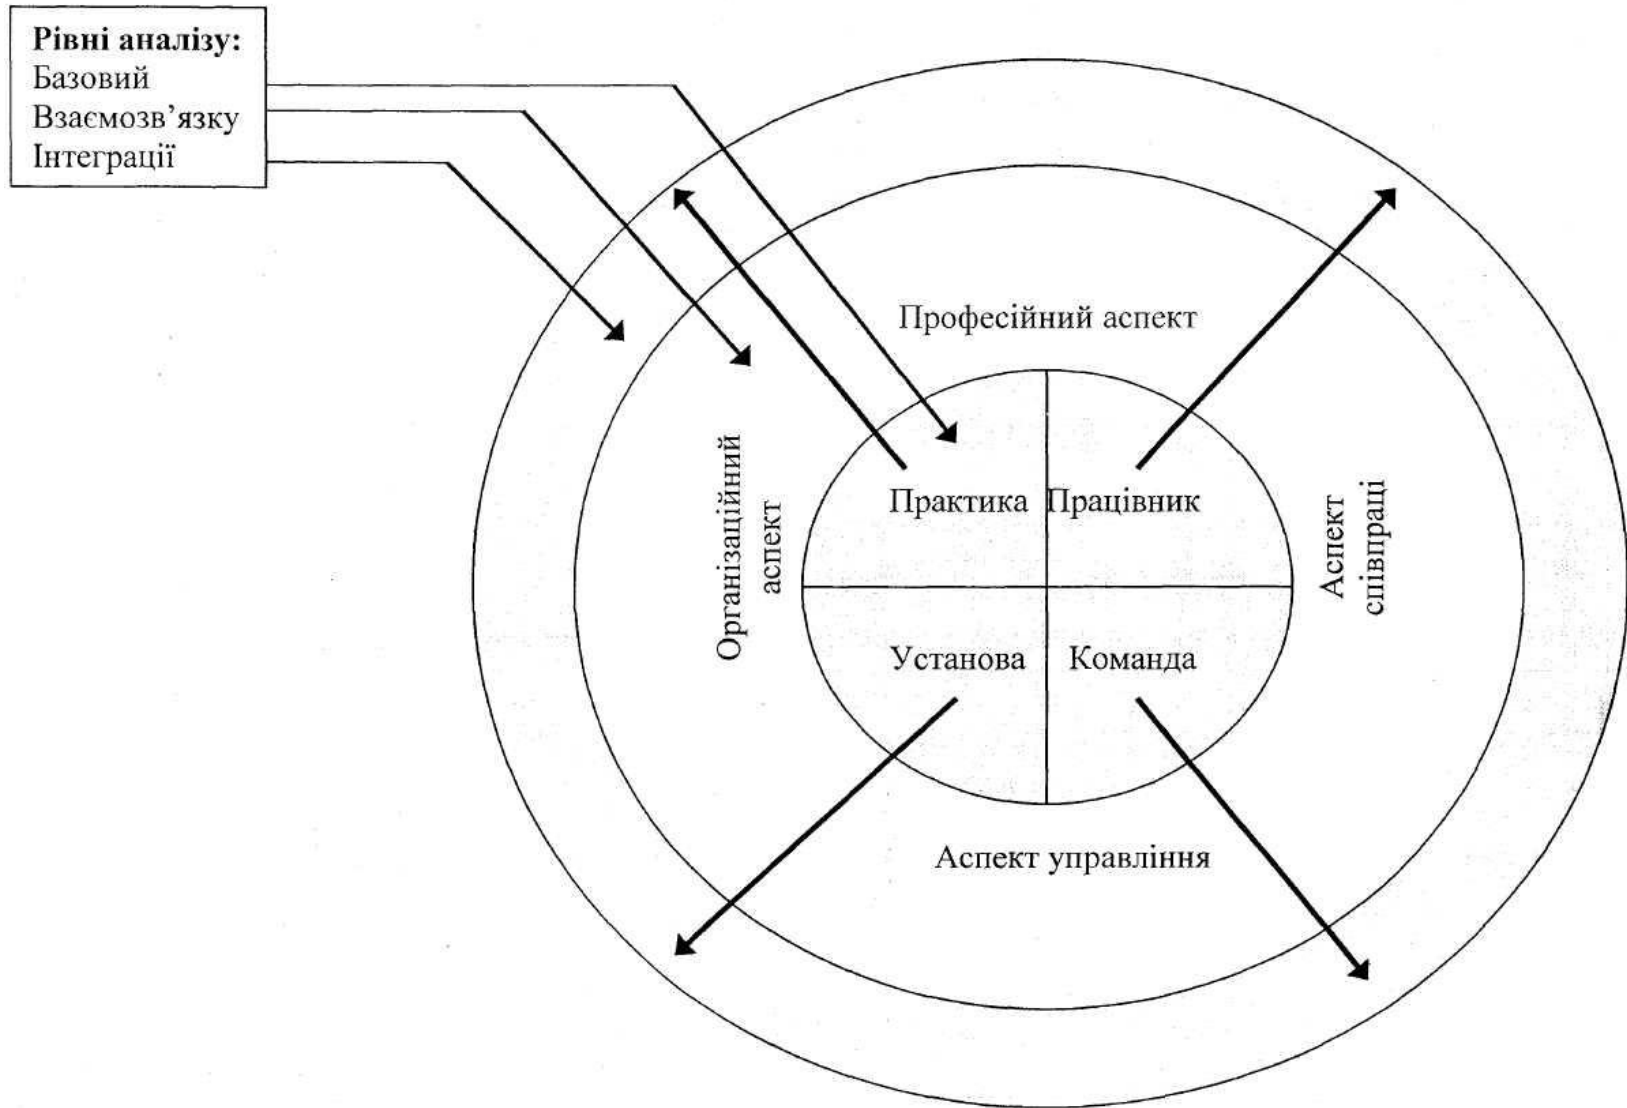 Рівні аналізу:
Базовий
Взаємозв’язку
Інтеграції
Професійний аспект
Організаційний
аспект
Практика
Працівник
Аспект
співпраці
Установа
Команда
Аспект управління